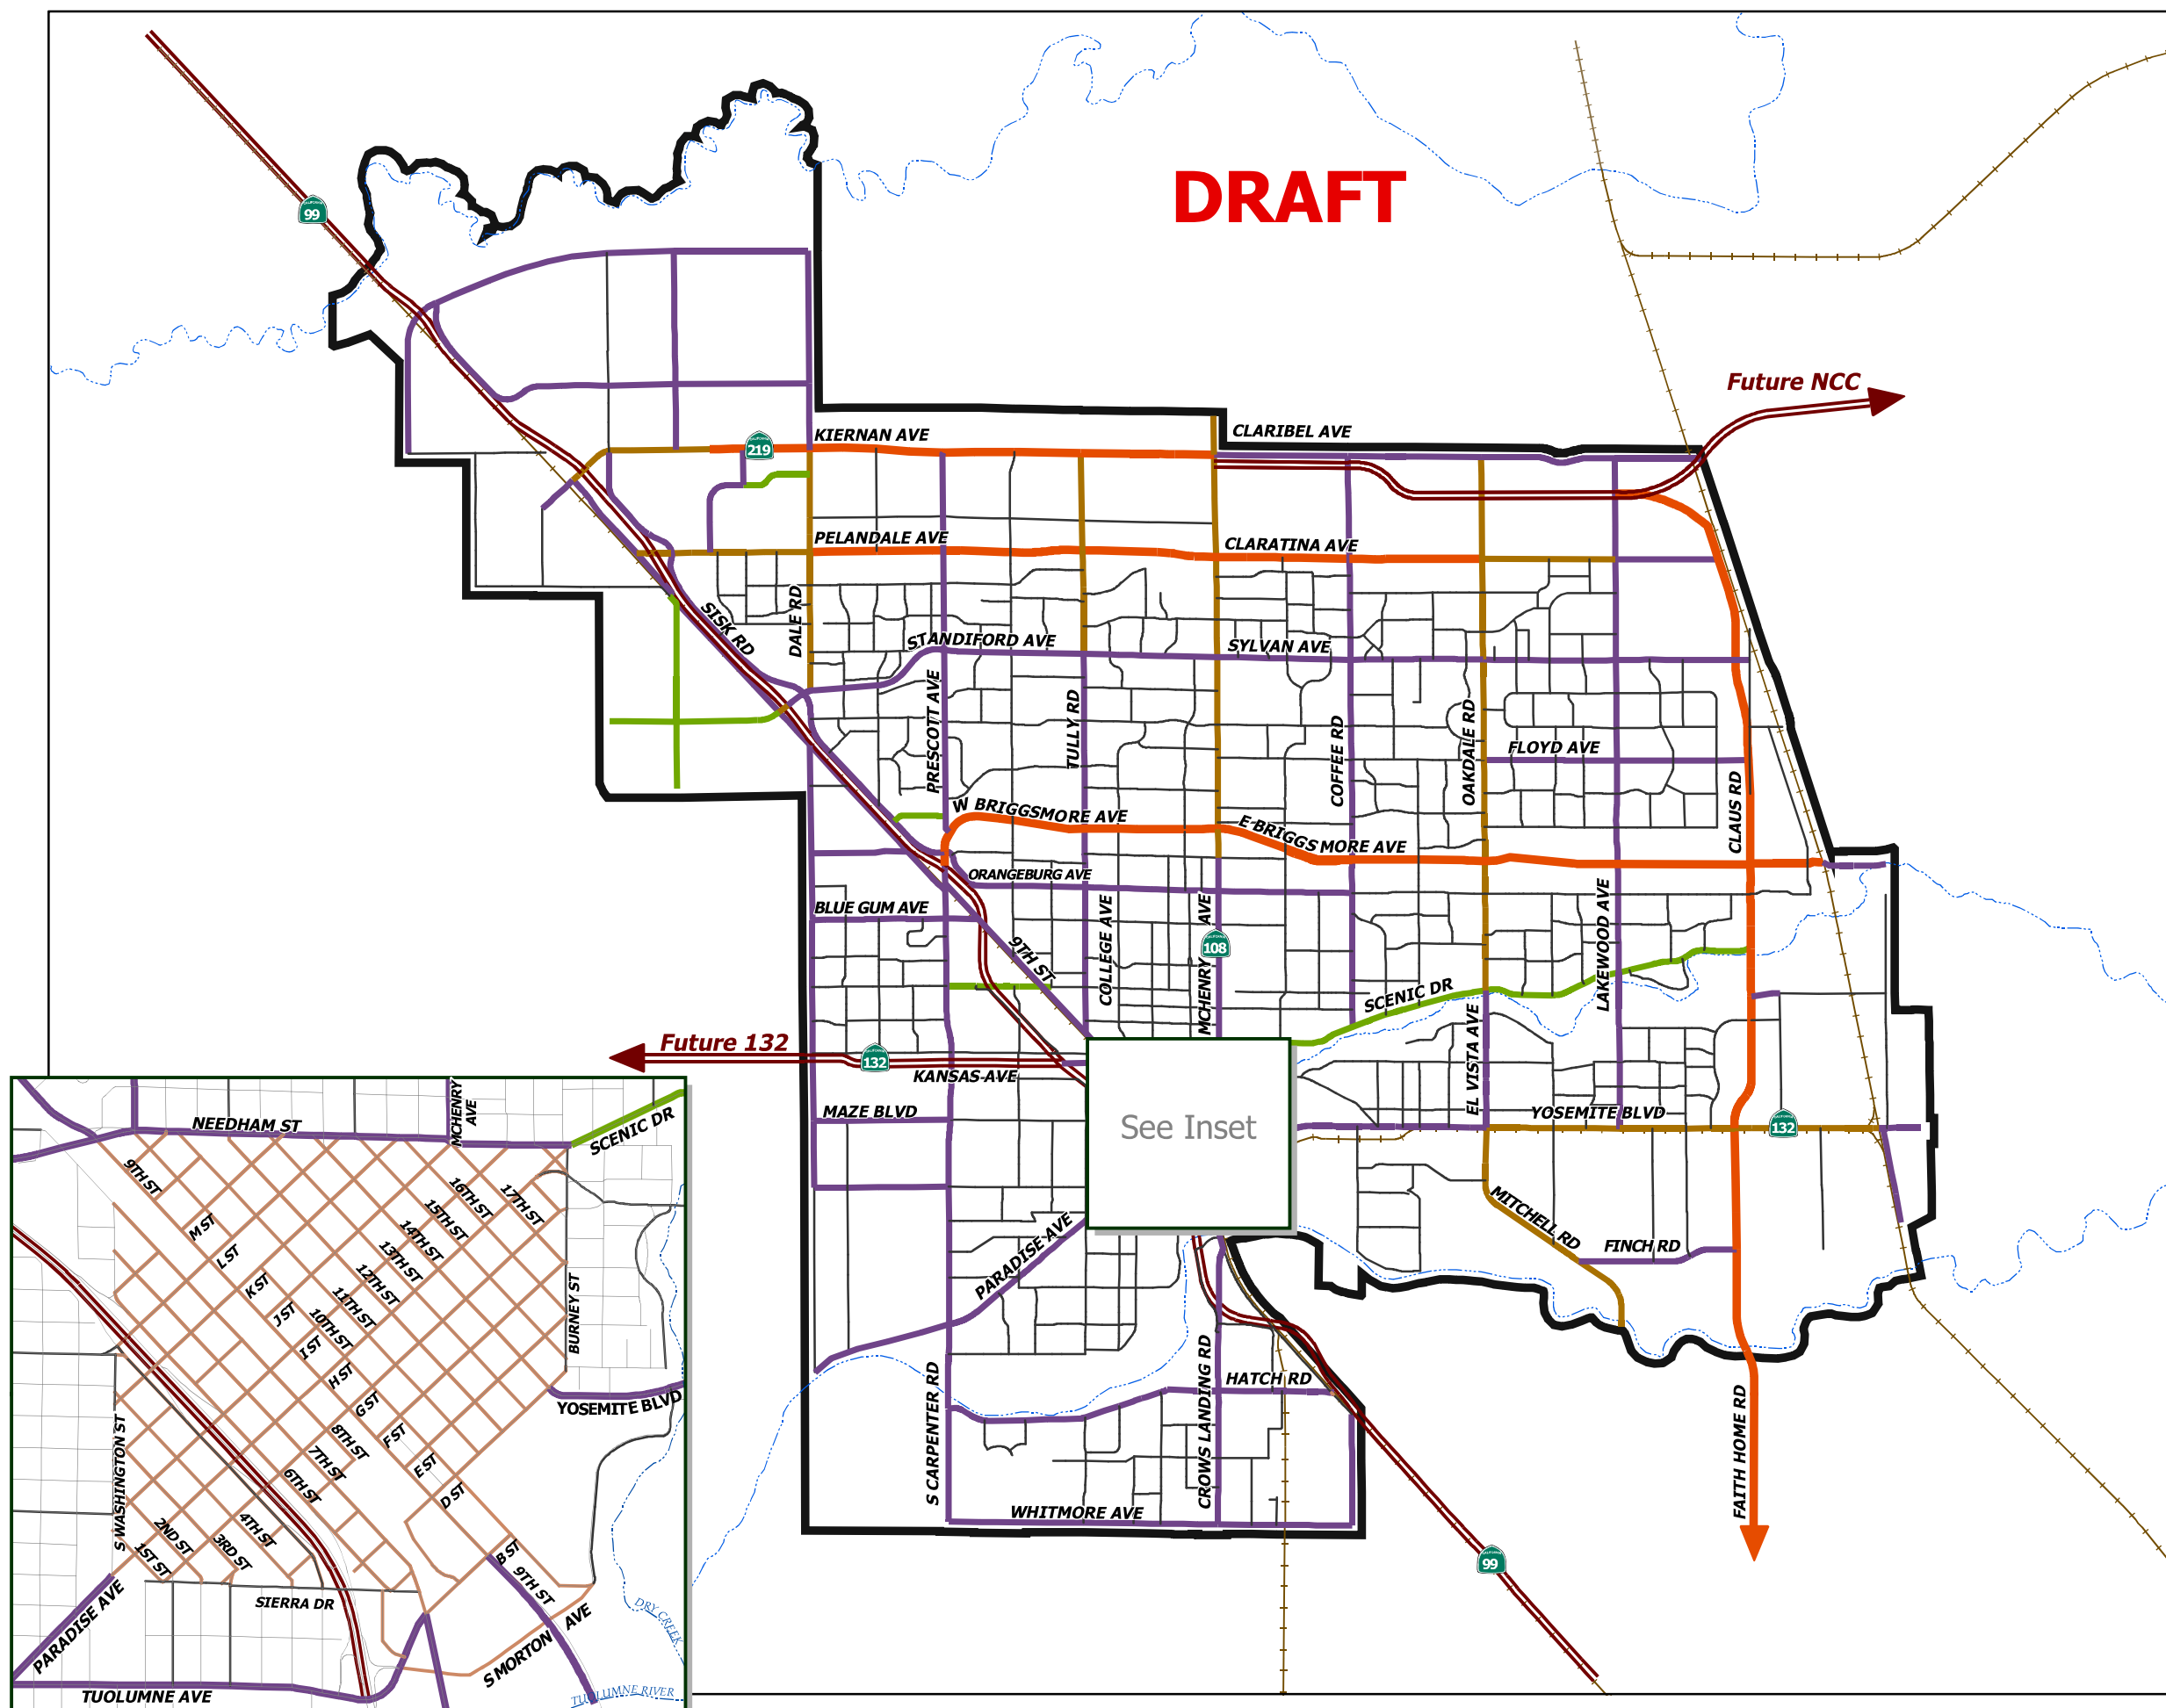 DRAFT
99
Future NCC
CLARIBEL AVE
KIERNAN AVE
219
PELANDALE AVE
CLARATINA AVE
SISK RD
DALE RD
STANDIFORD AVE
SYLVAN AVE
PRESCOTT AVE
TULLY RD
COFFEE RD
OAKDALE RD
FLOYD AVE
CLAUS RD
W BRIGGSMORE AVE
E BRIGGSMORE AVE
ORANGEBURG AVE
BLUE GUM AVE
9TH ST
COLLEGE AVE
MCHENRY AVE
108
LAKEWOOD AVE
SCENIC DR
Future 132
132
KANSAS AVE
MAZE BLVD
See Inset
EL VISTA AVE
YOSEMITE BLVD
132
MITCHELL RD
FINCH RD
PARADISE AVE
S CARPENTER RD
CROWS LANDING RD
HATCH RD
WHITMORE AVE
FAITH HOME RD
99
NEEDHAM ST
MCHENRY
AVE
SCENIC DR
9TH ST
M ST
L ST
K ST
J ST
I ST
H ST
G ST
F ST
E ST
D ST
B ST
17TH ST
16TH ST
15TH ST
14TH ST
13TH ST
12TH ST
11TH ST
10TH ST
8TH ST
7TH ST
6TH ST
4TH ST
3RD ST
2ND ST
1ST ST
BURNEY ST
YOSEMITE BLVD
S WASHINGTON ST
9TH ST
SIERRA DR
S MORTON AVE
PARADISE AVE
TUOLUMNE AVE
DRY CREEK
TUOLUMNE RIVER